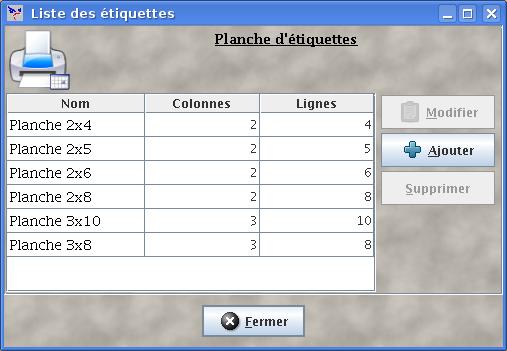 Liste des étiquettes
Planche d'étiquettes
Nom Colonnes Lignes
Planche 2x4 2 4
Planche 2x5 2 5
Planche 2x6 2 6
Planche 2x8 2 8
Planche 3x10 3 10
Planche 3x8 3 8
Modifier
Ajouter
Supprimer
Fermer